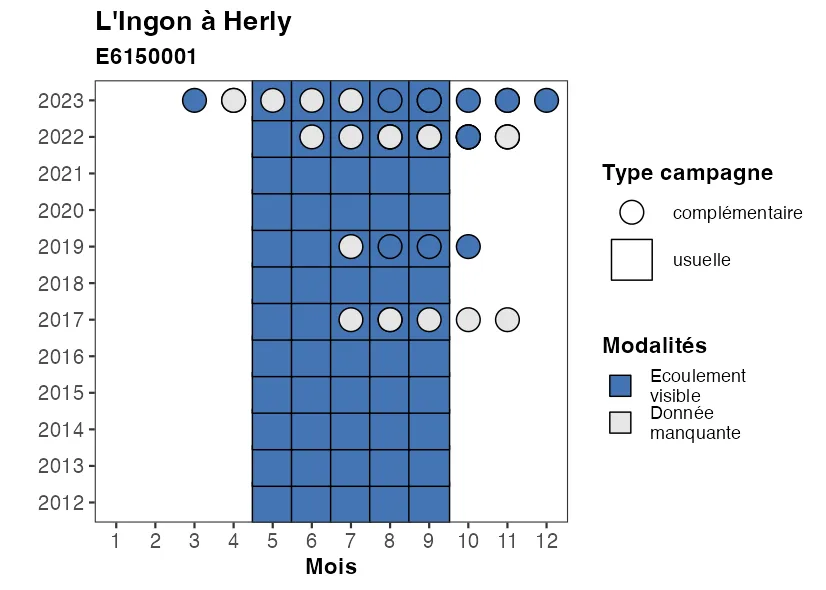 L'Ingon à Herly
E6150001
2023
2022
2021
2020
2019
2018
2017
2016
2015
2014
2013
2012
1 2 3 4 5 6 7 8 9 10 11 12
Mois
Type campagne
complémentaire
usuelle
Modalités
Ecoulement
visible
Donnée
manquante